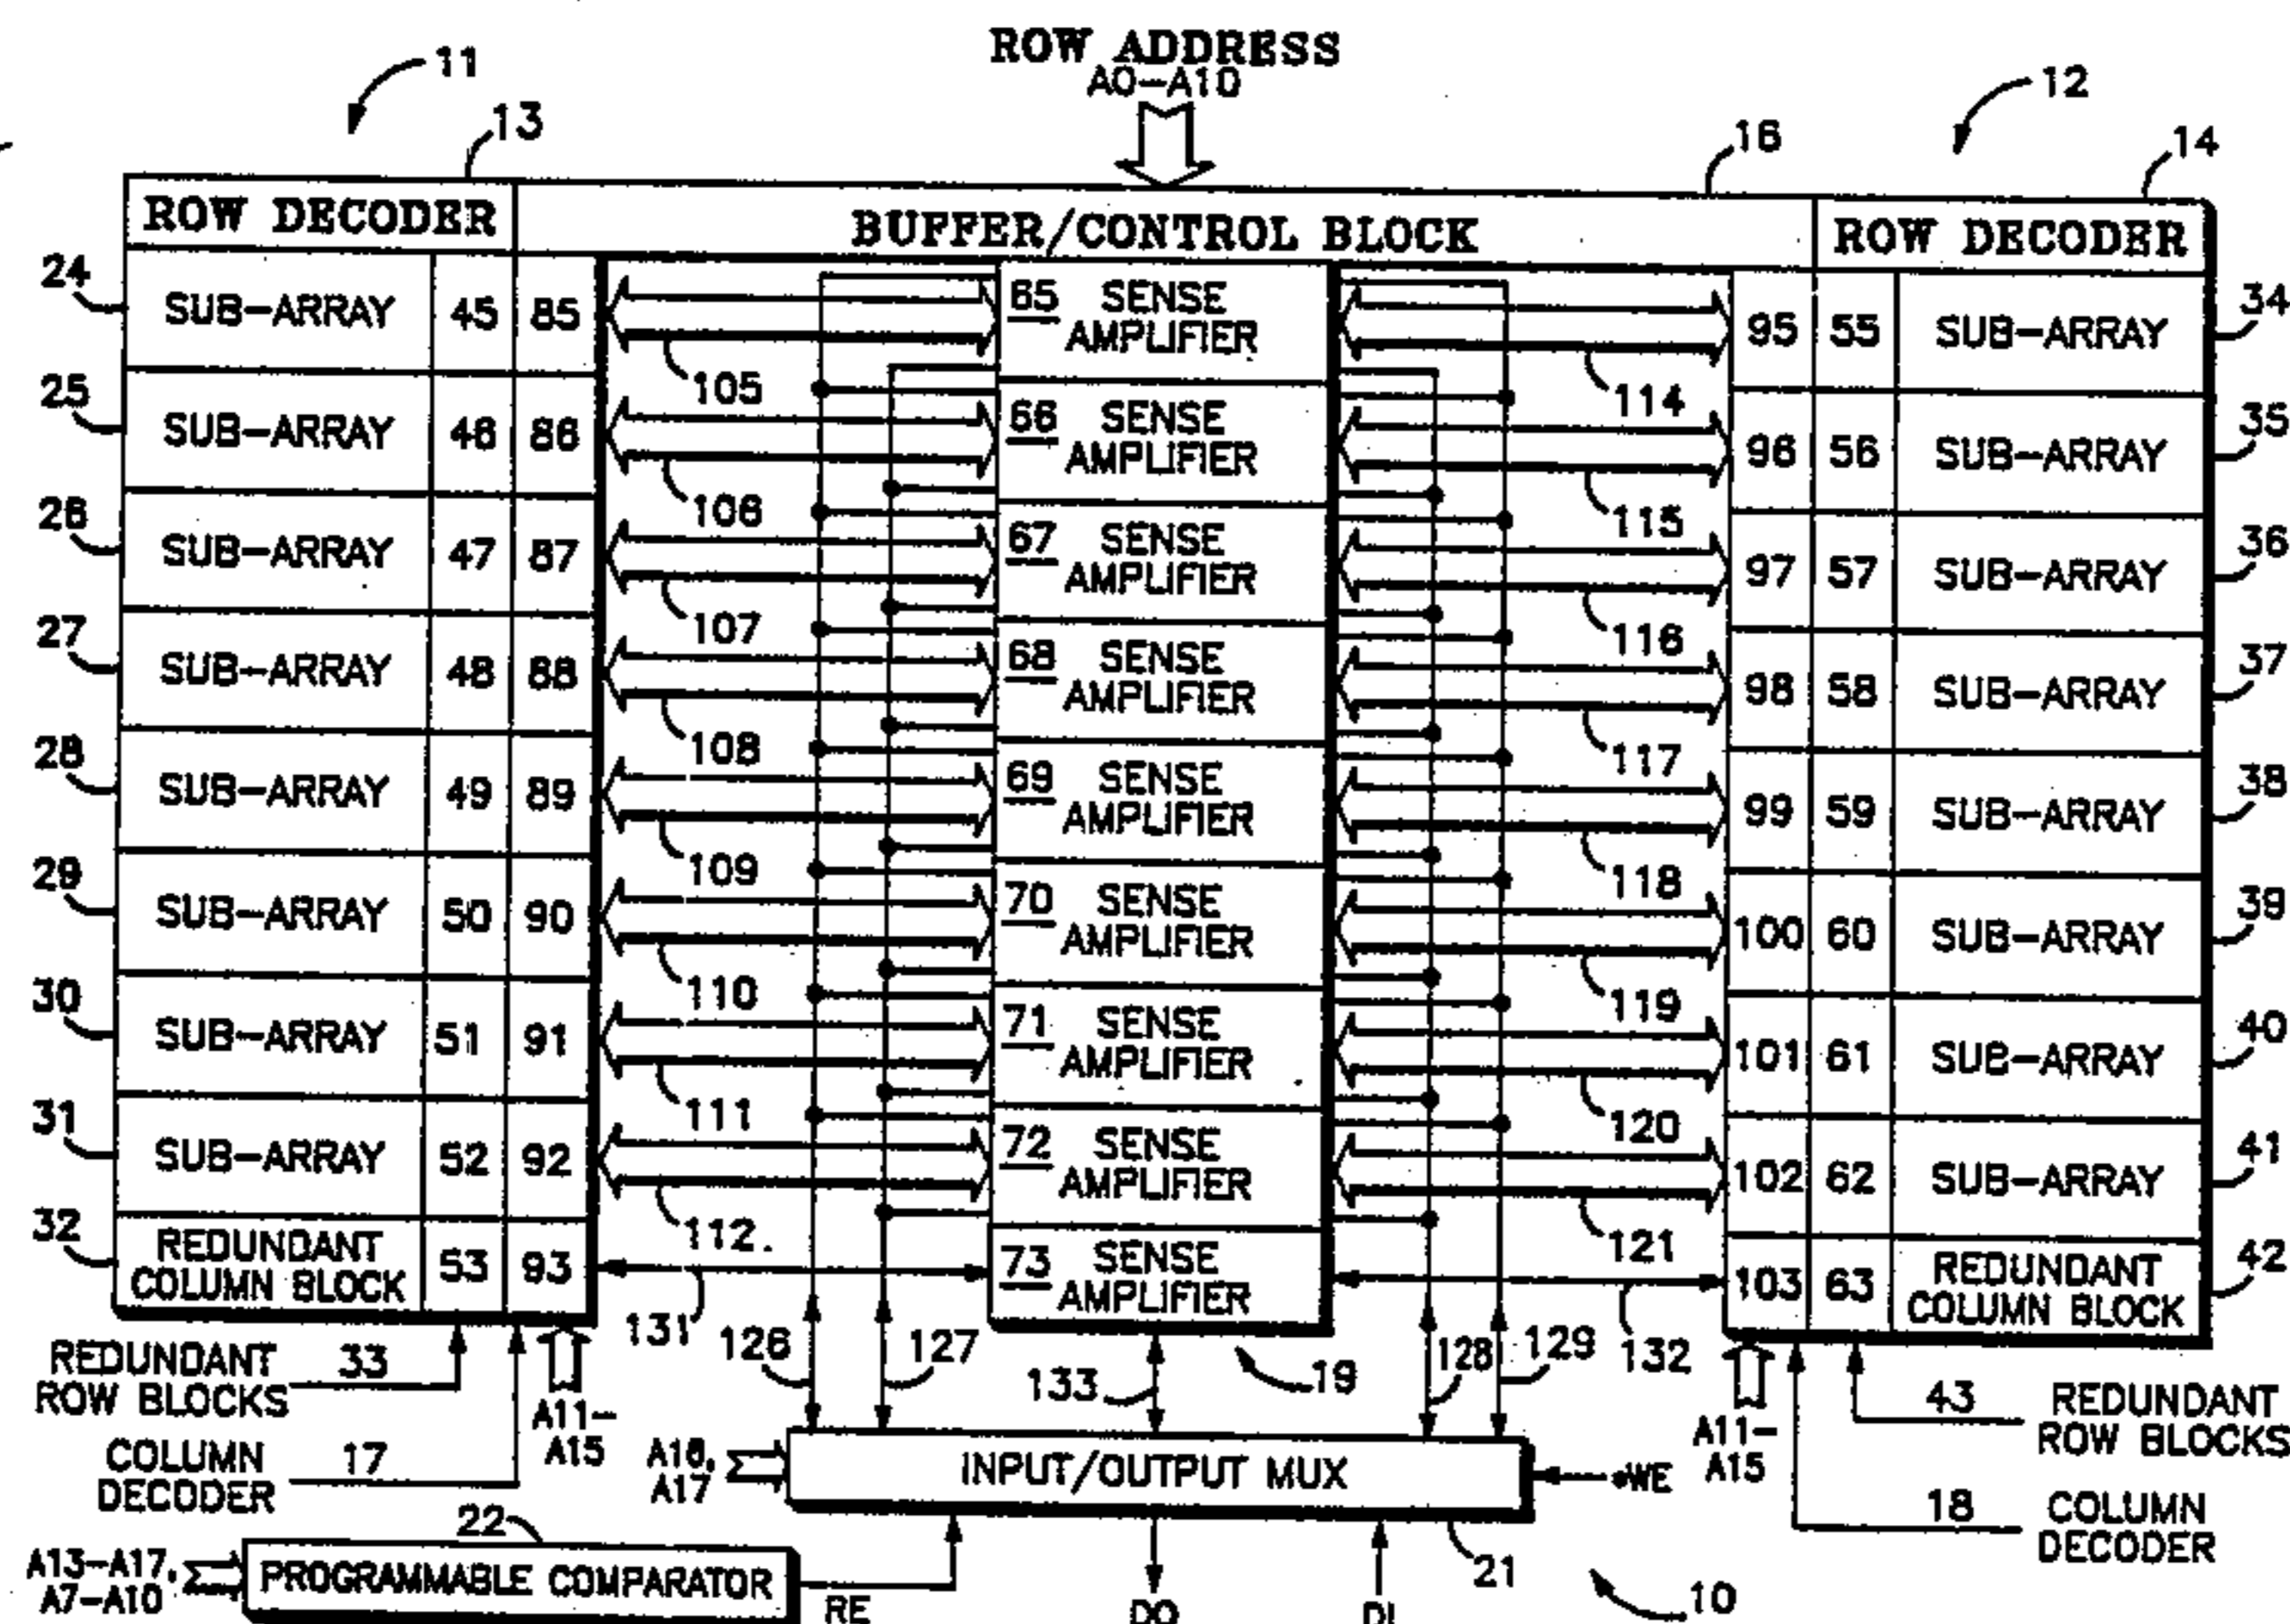 ROW ADDRESS
A0-A10
11
12
13
16
14
ROW DECODER
BUFFER/CONTROL BLOCK
ROW DECODER
24 SUB-ARRAY 45 85 65 SENSE AMPLIFIER 95 55 SUB-ARRAY 34
105 114
25 SUB-ARRAY 46 86 66 SENSE AMPLIFIER 96 56 SUB-ARRAY 35
106 115
26 SUB-ARRAY 47 87 67 SENSE AMPLIFIER 97 57 SUB-ARRAY 36
107 116
27 SUB-ARRAY 48 88 68 SENSE AMPLIFIER 98 58 SUB-ARRAY 37
108 117
28 SUB-ARRAY 49 89 69 SENSE AMPLIFIER 99 59 SUB-ARRAY 38
109 118
29 SUB-ARRAY 50 90 70 SENSE AMPLIFIER 100 60 SUB-ARRAY 39
110 119
30 SUB-ARRAY 51 91 71 SENSE AMPLIFIER 101 61 SUB-ARRAY 40
111 120
31 SUB-ARRAY 52 92 72 SENSE AMPLIFIER 102 62 SUB-ARRAY 41
112 121
32 REDUNDANT COLUMN BLOCK 53 93 73 SENSE AMPLIFIER 103 63 REDUNDANT COLUMN BLOCK 42
131 126 127 133 19 128 129 132
REDUNDANT
ROW BLOCKS
33
COLUMN
DECODER
17
A11-
A15
A16,
A17
INPUT/OUTPUT MUX
*WE
A11-
A15
43
REDUNDANT
ROW BLOCKS
18
COLUMN
DECODER
22
A13-A17,
A7-A10
PROGRAMMABLE COMPARATOR
RE
DO
DI
21
10